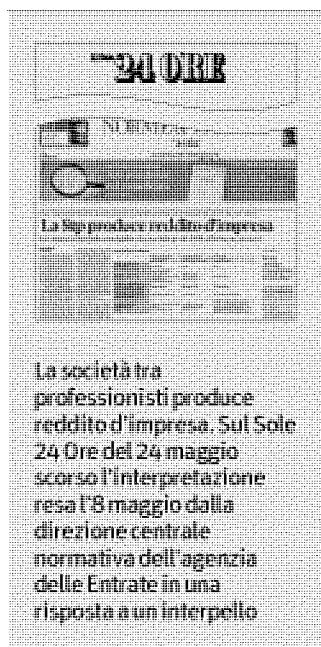 24 ORE
La Stp produce reddito d'impresa
La società tra
professionisti produce
reddito d'impresa. Sul Sole
24 Ore del 24 maggio
scorso l'interpretazione
resa l'8 maggio dalla
direzione centrale
normativa dell'agenzia
delle Entrate in una
risposta a un interpello